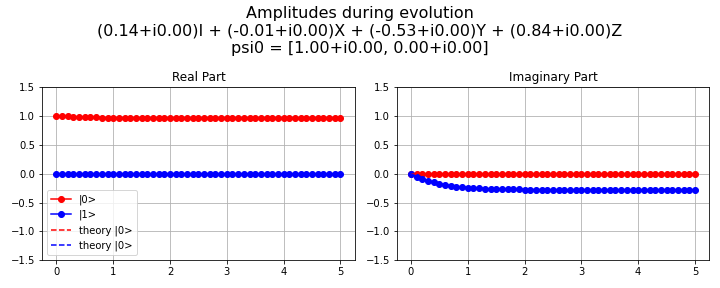 Amplitudes during evolution
(0.14+i0.00)I + (-0.01+i0.00)X + (-0.53+i0.00)Y + (0.84+i0.00)Z
psi0 = [1.00+i0.00, 0.00+i0.00]
Real Part
1.5
1.0
0.5
0.0
−0.5
−1.0
−1.5
0 1 2 3 4 5
|0>
|1>
theory |0>
theory |0>
Imaginary Part
1.5
1.0
0.5
0.0
−0.5
−1.0
−1.5
0 1 2 3 4 5